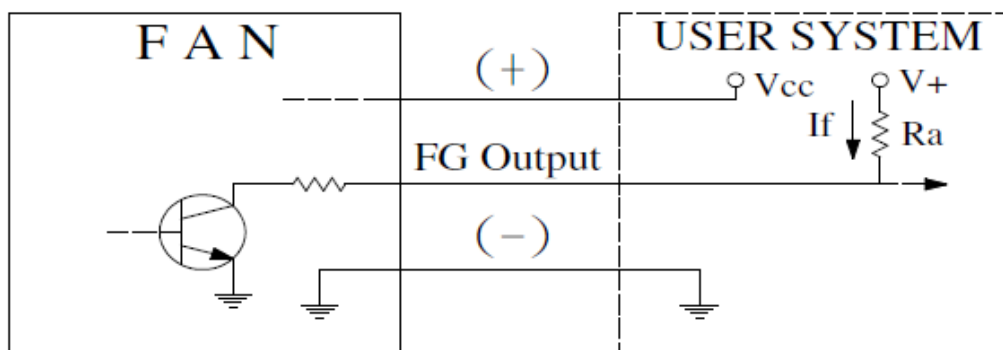 F A N
USER SYSTEM
(+)
Vcc
V+
If
Ra
FG Output
(-)